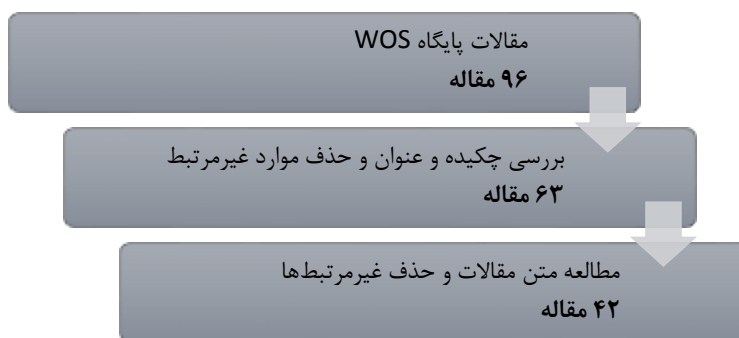 مقالات پایگاه WOS
۹۶ مقاله
بررسی چکیده و عنوان و حذف موارد غیرمرتبط
۶۳ مقاله
مطالعه متن مقالات و حذف غیرمرتبط‌ها
۴۲ مقاله